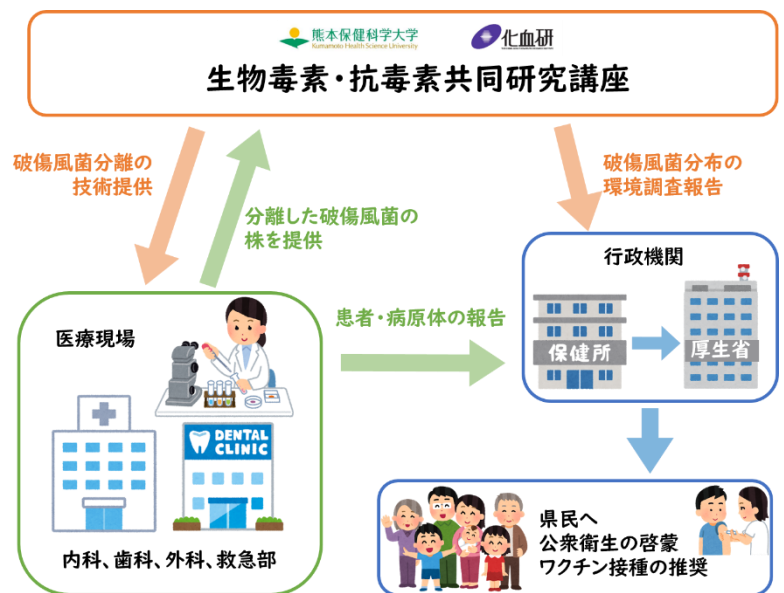 熊本保健科学大学
Kumamoto Health Science University
化血研
生物毒素・抗毒素共同研究講座
破傷風菌分離の
技術提供
分離した破傷風菌の
株を提供
破傷風菌分布の
環境調査報告
医療現場
DENTAL
CLINIC
内科、歯科、外科、救急部
患者・病原体の報告
行政機関
保健所
厚生省
県民へ
公衆衛生の啓蒙
ワクチン接種の推奨